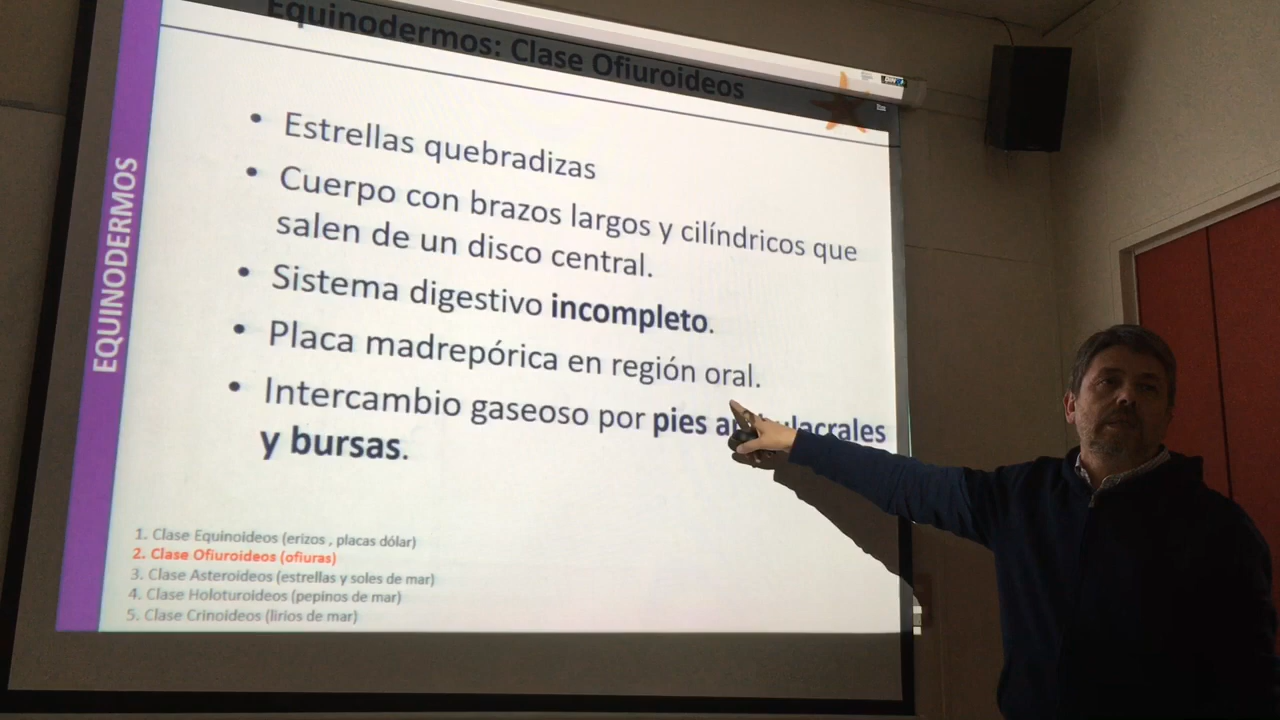 Equinodermos: Clase Ofiuroideos
EQUINODERMOS
• Estrellas quebradizas
• Cuerpo con brazos largos y cilíndricos que
salen de un disco central.
• Sistema digestivo incompleto.
• Placa madrepórica en región oral.
• Intercambio gaseoso por pies
y bursas.
1. Clase Equinoideos (erizos , placas dólar)
2. Clase Ofiuroideos (ofiuras)
3. Clase Asteroideos (estrellas y soles de mar)
4. Clase Holoturoideos (pepinos de mar)
5. Clase Crinoideos (lirios de mar)